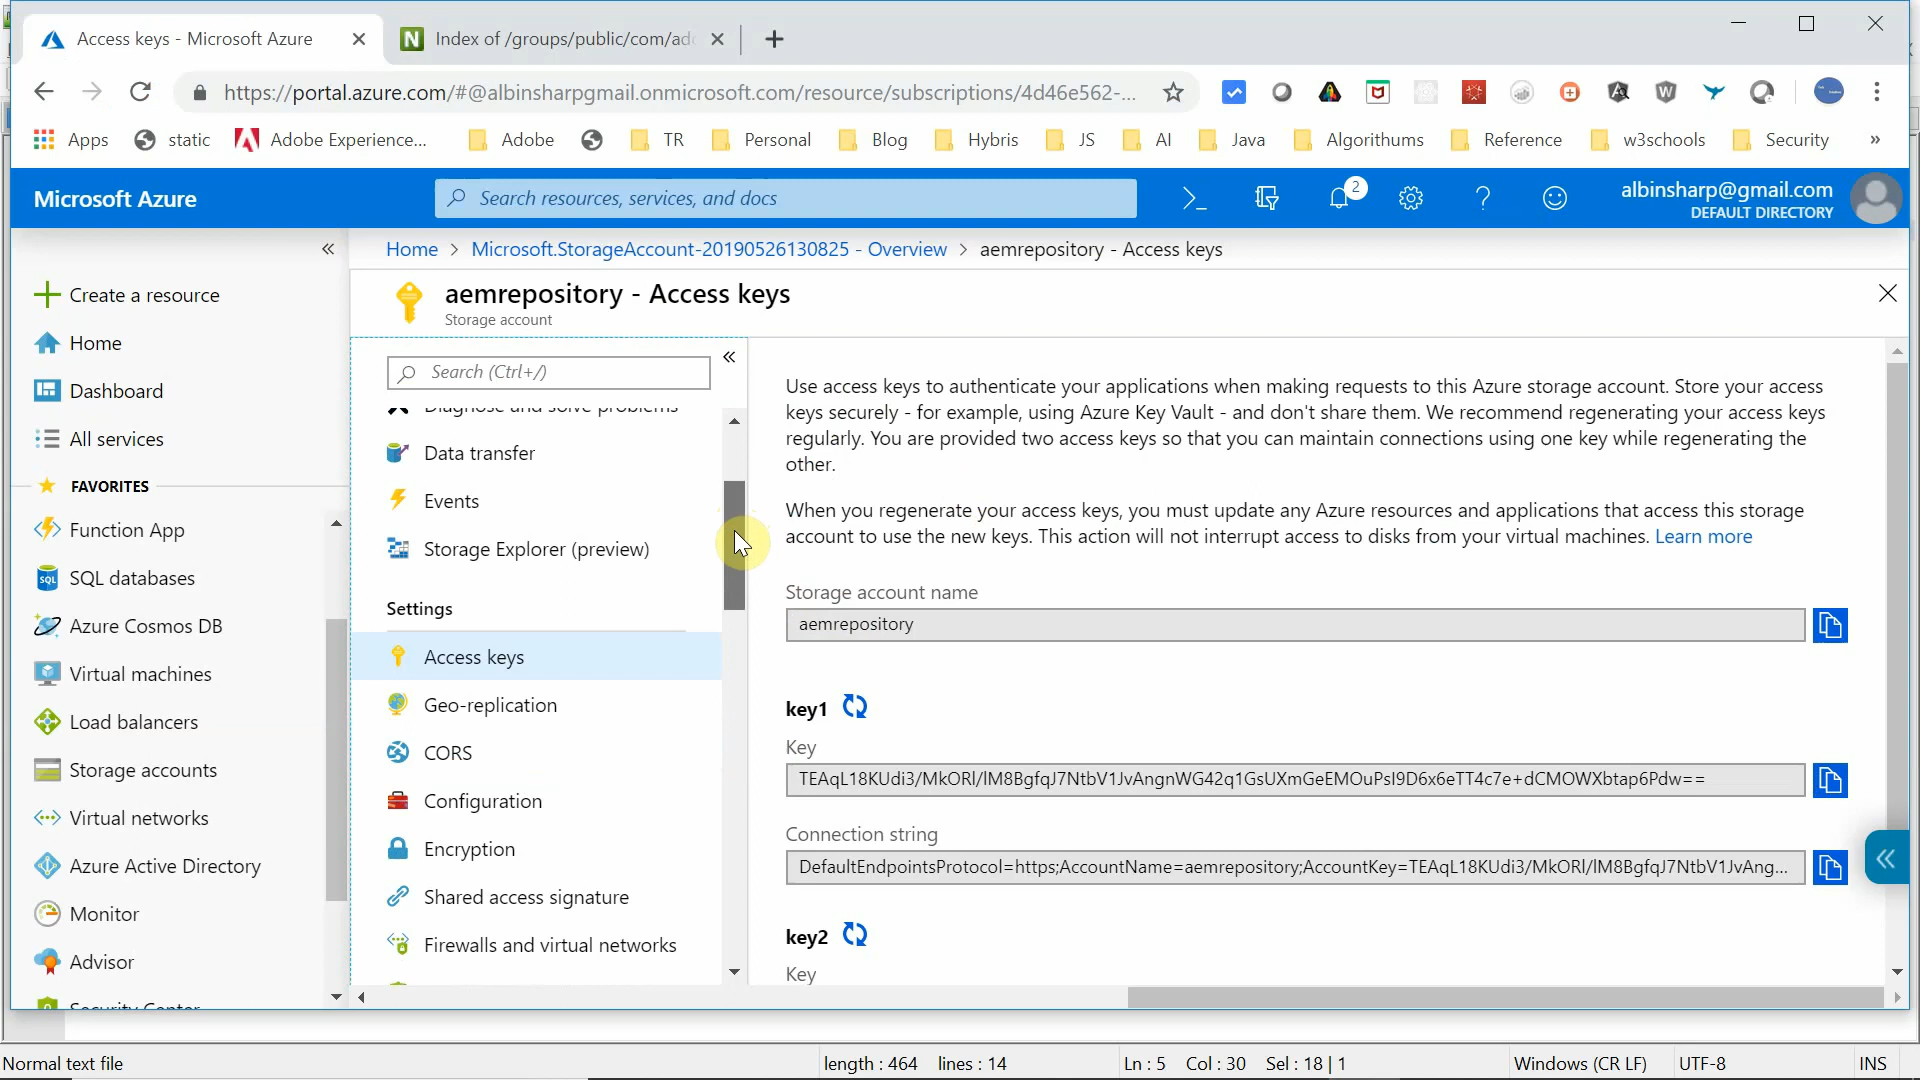 Access keys - Microsoft Azure
Index of /groups/public/com/ad
https://portal.azure.com/#@albinsharpgmail.onmicrosoft.com/resource/subscriptions/4d46e562-...
Apps
static
Adobe Experience...
Adobe
TR
Personal
Blog
Hybris
JS
AI
Java
Algorithums
Reference
w3schools
Security
»
Microsoft Azure
Search resources, services, and docs
2
albinsharp@gmail.com
DEFAULT DIRECTORY
Home > Microsoft.StorageAccount-20190526130825 - Overview > aemrepository - Access keys
aemrepository - Access keys
Storage account
Create a resource
Home
Dashboard
All services
FAVORITES
Function App
SQL databases
Azure Cosmos DB
Virtual machines
Load balancers
Storage accounts
Virtual networks
Azure Active Directory
Monitor
Advisor
Security Center
Search (Ctrl+/)
Diagnose and solve problems
Data transfer
Events
Storage Explorer (preview)
Settings
Access keys
Geo-replication
CORS
Configuration
Encryption
Shared access signature
Firewalls and virtual networks
Use access keys to authenticate your applications when making requests to this Azure storage account. Store your access
keys securely - for example, using Azure Key Vault - and don't share them. We recommend regenerating your access keys
regularly. You are provided two access keys so that you can maintain connections using one key while regenerating the
other.
When you regenerate your access keys, you must update any Azure resources and applications that access this storage
account to use the new keys. This action will not interrupt access to disks from your virtual machines. Learn more
Storage account name
aemrepository
key1
Key
TEAqL18KUdi3/MkORl/lM8BgfqJ7NtbV1JvAngnWG42q1GsUXmGeEMOuPsI9D6x6eTT4c7e+dCMOWXbtap6Pdw==
Connection string
DefaultEndpointsProtocol=https;AccountName=aemrepository;AccountKey=TEAqL18KUdi3/MkORl/lM8BgfqJ7NtbV1JvAng...
key2
Key
Normal text file
length : 464 lines : 14
Ln : 5 Col : 30 Sel : 18 | 1
Windows (CR LF)
UTF-8
INS